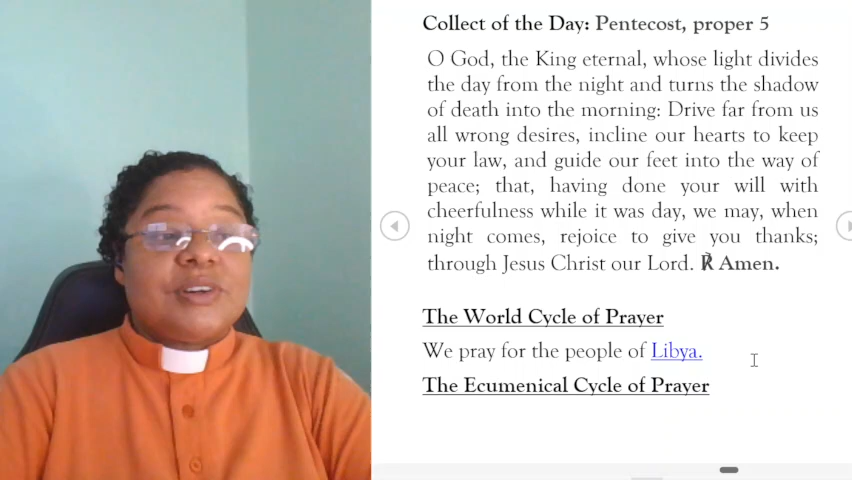 Collect of the Day: Pentecost, proper 5
O God, the King eternal, whose light divides
the day from the night and turns the shadow
of death into the morning: Drive far from us
all wrong desires, incline our hearts to keep
your law, and guide our feet into the way of
peace; that, having done your will with
cheerfulness while it was day, we may, when
night comes, rejoice to give you thanks;
through Jesus Christ our Lord. ℟ Amen.
The World Cycle of Prayer
We pray for the people of Libya.
The Ecumenical Cycle of Prayer